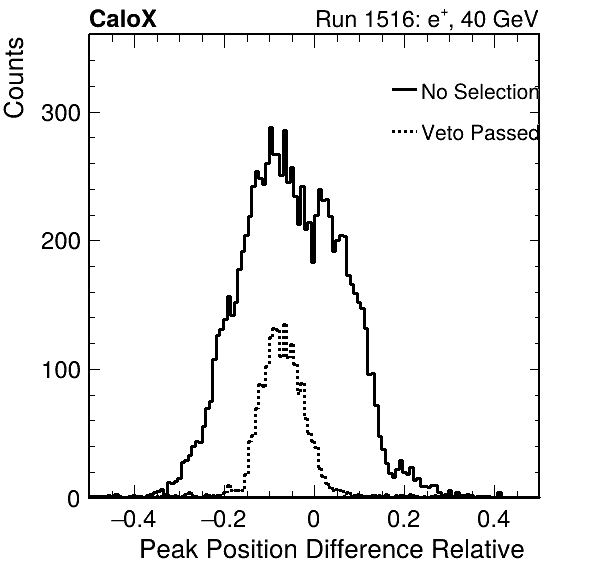 CaloX Run 1516: e+, 40 GeV
Counts
No Selection
Veto Passed
300
200
100
0
−0.4 −0.2 0 0.2 0.4
Peak Position Difference Relative